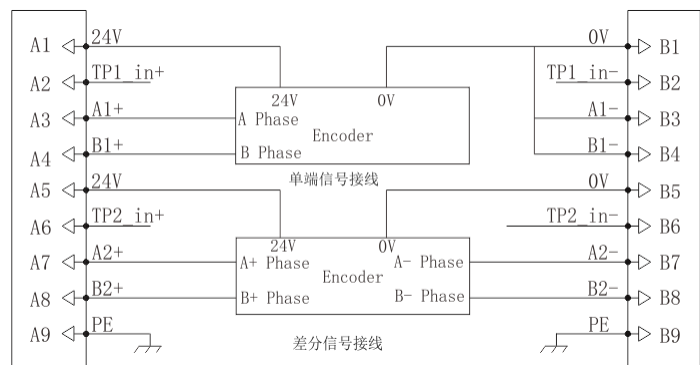 A1 24V 0V B1
A2 TP1_in+ TP1_in- B2
24V 0V
A3 A1+ A Phase A1- B3
Encoder
A4 B1+ B Phase B1- B4
单端信号接线
A5 24V 0V B5
A6 TP2_in+ TP2_in- B6
24V 0V
A7 A2+ A+ Phase A- Phase A2- B7
Encoder
A8 B2+ B+ Phase B- Phase B2- B8
A9 PE PE B9
差分信号接线